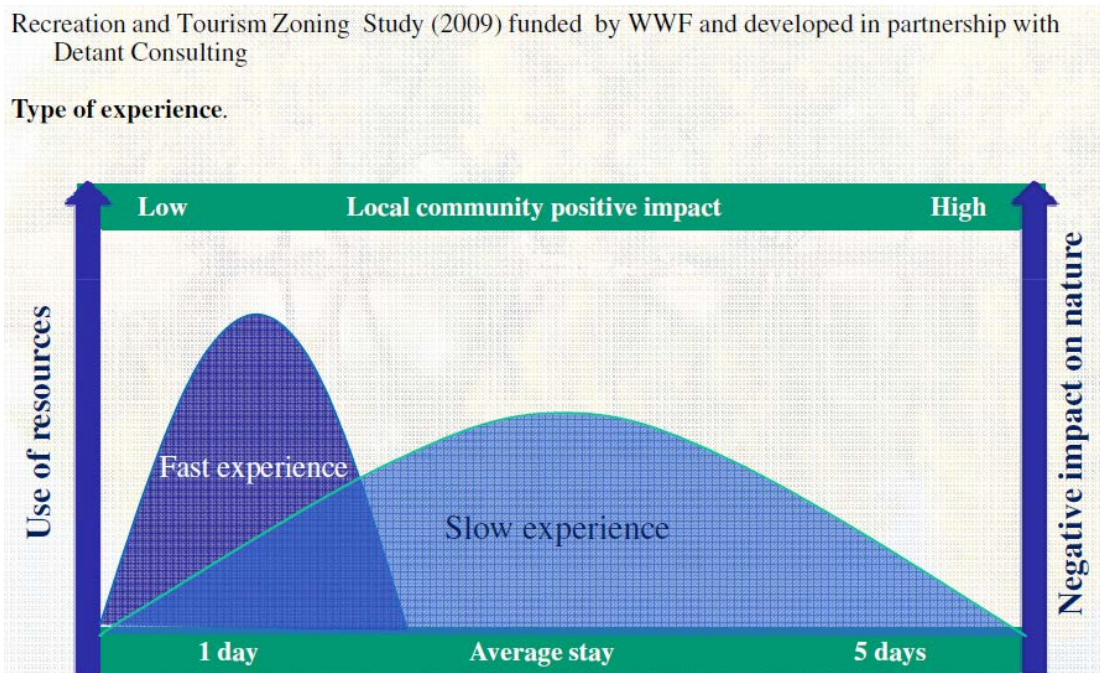 Recreation and Tourism Zoning Study (2009) funded by WWF and developed in partnership with
Detant Consulting
Type of experience.
Low Local community positive impact High
Use of resources
Negative impact on nature
Fast experience
Slow experience
1 day Average stay 5 days